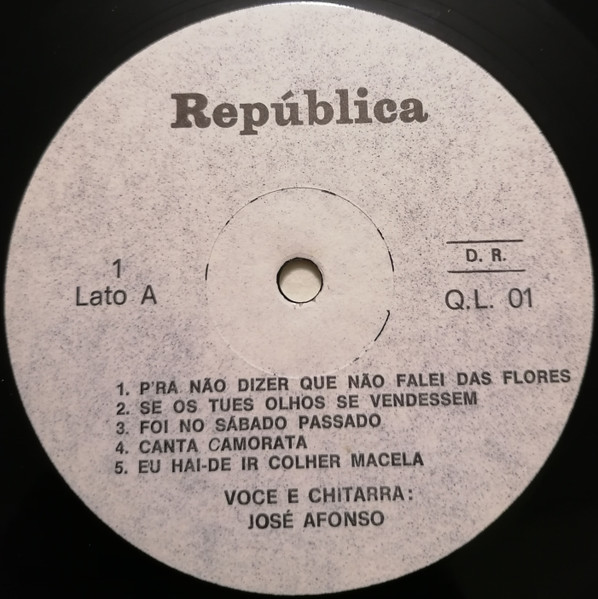 República
1
Lato A
D. R.
Q.L. 01
1. P'RA NÃO DIZER QUE NÃO FALEI DAS FLORES
2. SE OS TUES OLHOS SE VENDESSEM
3. FOI NO SÁBADO PASSADO
4. CANTA CAMORATA
5. EU HAI-DE IR COLHER MACELA
VOCE E CHITARRA:
JOSÉ AFONSO